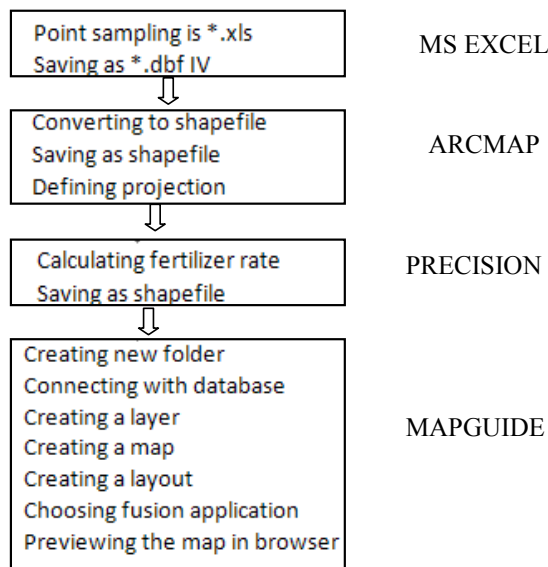 Point sampling is *.xls
Saving as *.dbf IV
MS EXCEL
Converting to shapefile
Saving as shapefile
Defining projection
ARCMAP
Calculating fertilizer rate
Saving as shapefile
PRECISION
Creating new folder
Connecting with database
Creating a layer
Creating a map
Creating a layout
Choosing fusion application
Previewing the map in browser
MAPGUIDE